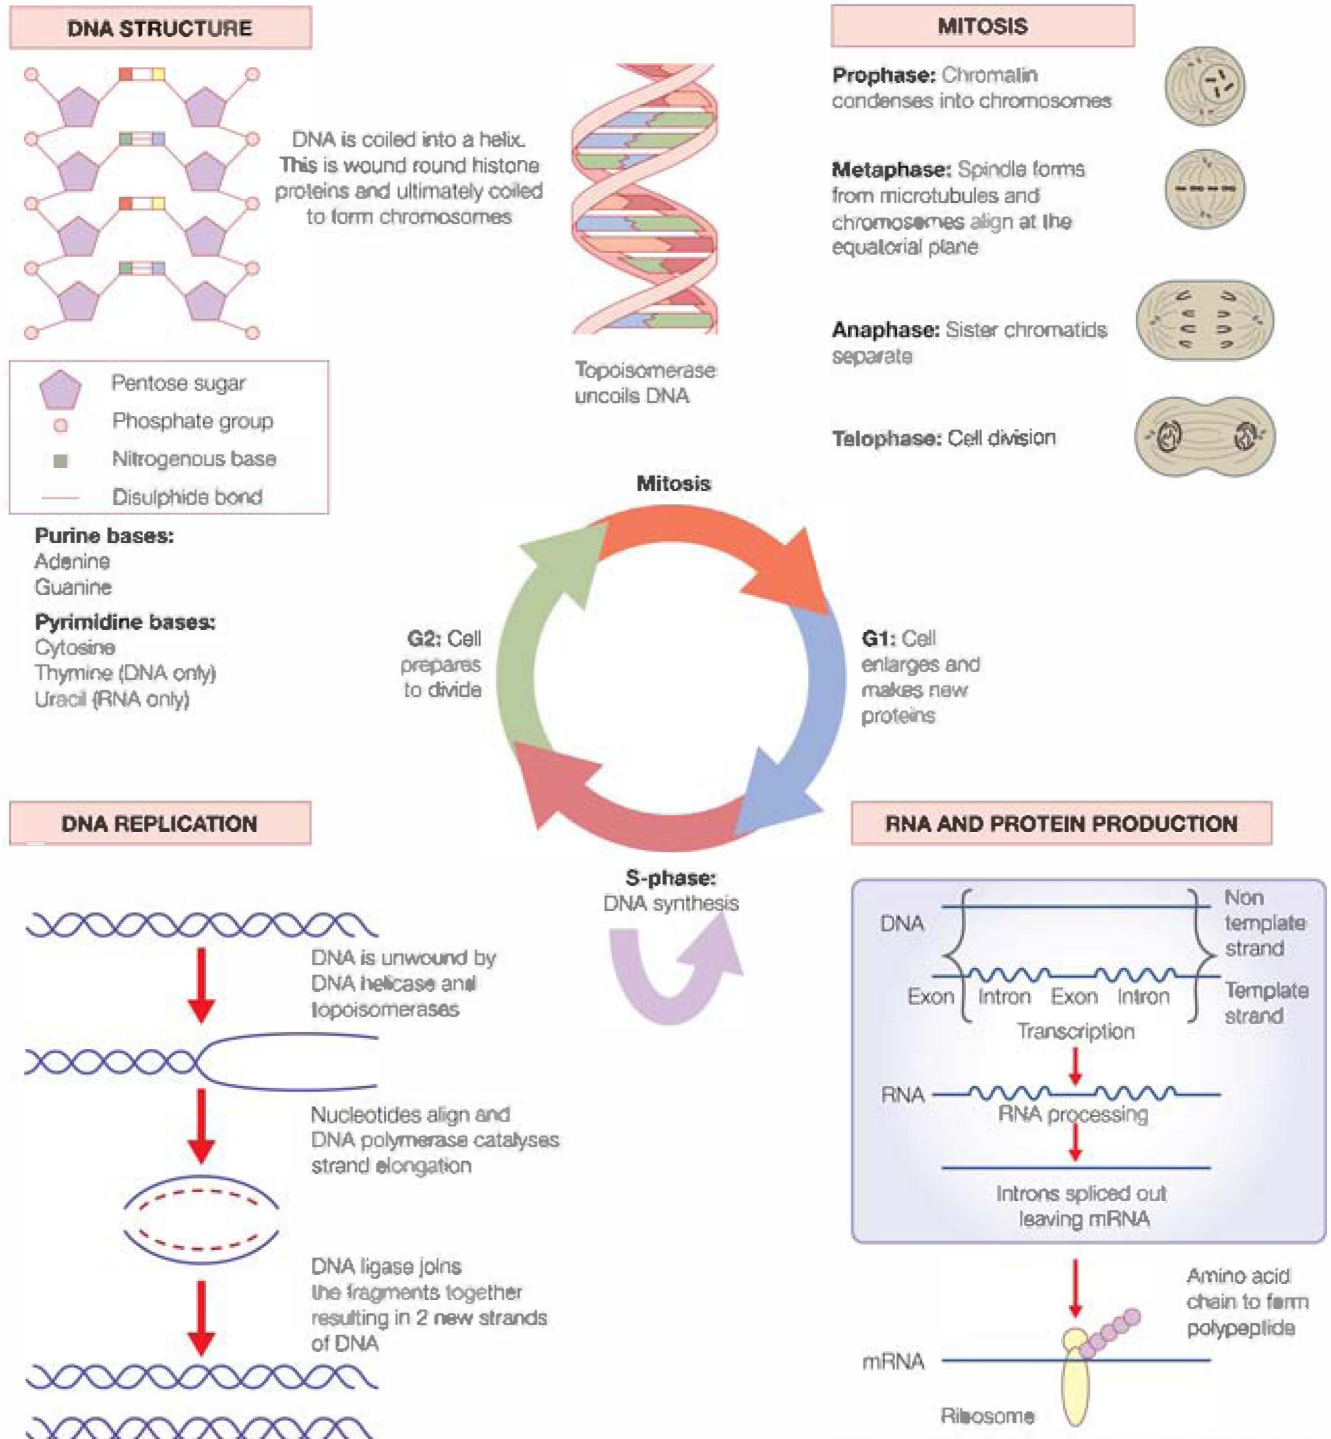 DNA STRUCTURE
DNA is coiled into a helix.
This is wound round histone
proteins and ultimately coiled
to form chromosomes
Topoisomerase
uncoils DNA
Pentose sugar
Phosphate group
Nitrogenous base
Disulphide bond
Purine bases:
Adenine
Guanine
Pyrimidine bases:
Cytosine
Thymine (DNA only)
Uracil (RNA only)
MITOSIS
Prophase: Chromalin
condenses into chromosomes
Metaphase: Spindle forms
from microtubules and
chromosomes align at the
equatorial plane
Anaphase: Sister chromatids
separate
Telophase: Cell division
Mitosis
G2: Cell
prepares
to divide
G1: Cell
enlarges and
makes new
proteins
S-phase:
DNA synthesis
DNA REPLICATION
DNA is unwound by
DNA helicase and
topoisomerases
Nucleotides align and
DNA polymerase catalyses
strand elongation
DNA ligase joins
the fragments together
resulting in 2 new strands
of DNA
RNA AND PROTEIN PRODUCTION
DNA
Non
template
strand
Exon Intron Exon Intron
Template
strand
Transcription
RNA
RNA processing
Introns spliced out
leaving mRNA
Amino acid
chain to form
polypeptide
mRNA
Ribosome